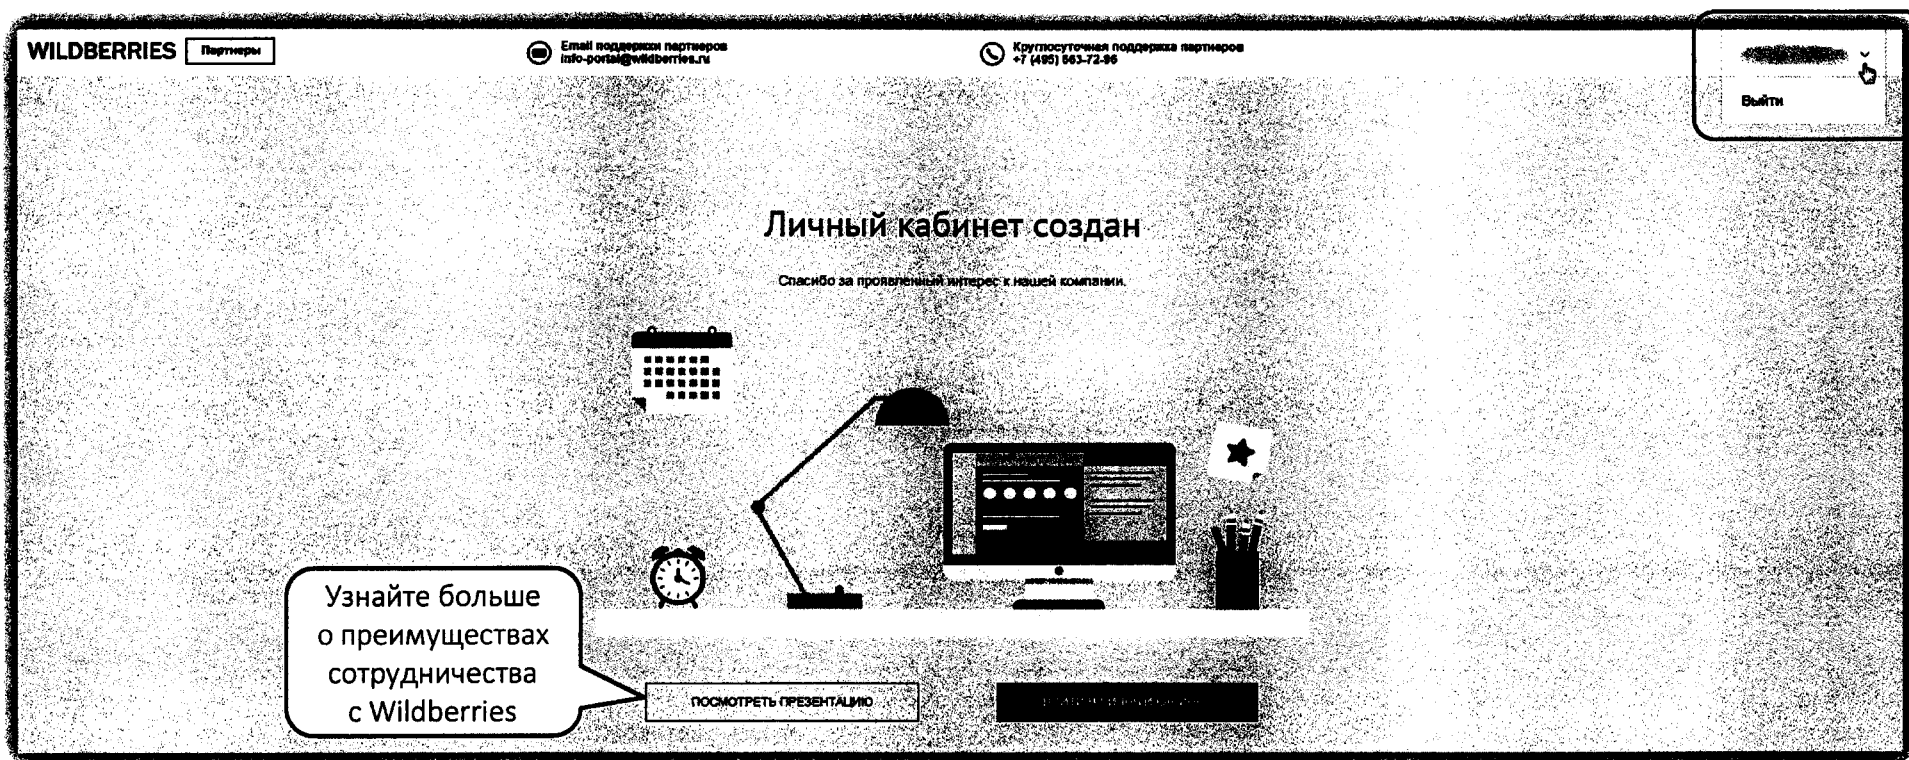 WILDBERRIES Партнеры
Email поддержки партнеров
info-portal@wildberries.ru
Круглосуточная поддержка партнеров
+7 (495) 663-72-96
Выйти
Личный кабинет создан
Спасибо за проявленный интерес к нашей компании.
Узнайте больше
о преимуществах
сотрудничества
с Wildberries
ПОСМОТРЕТЬ ПРЕЗЕНТАЦИЮ